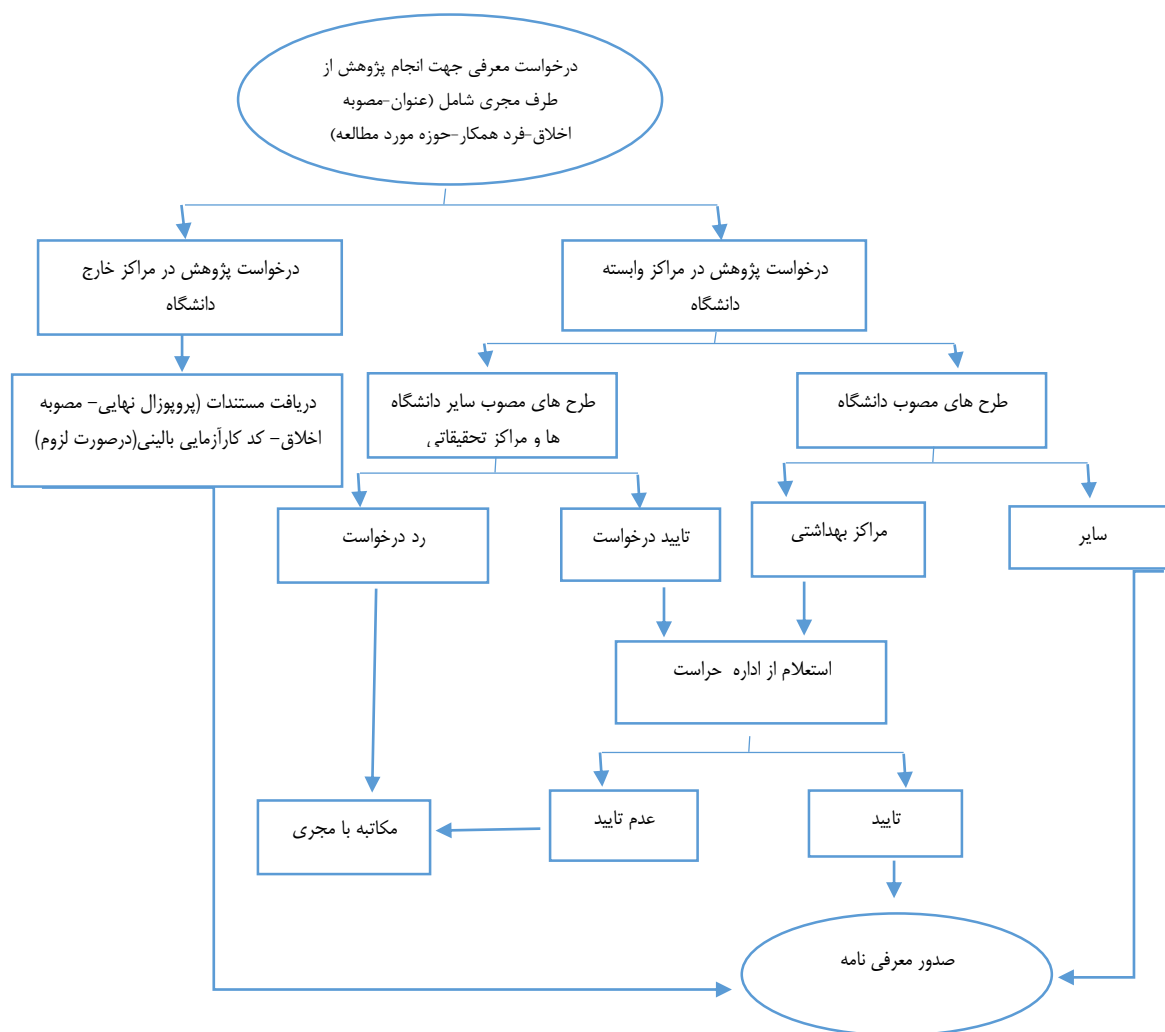 درخواست معرفی جهت انجام پژوهش از
طرف مجری شامل (عنوان-مصوبه
اخلاق-فرد همکار-حوزه مورد مطالعه)
درخواست پژوهش در مراکز وابسته
دانشگاه
درخواست پژوهش در مراکز خارج
دانشگاه
طرح های مصوب دانشگاه
طرح های مصوب سایر دانشگاه
ها و مراکز تحقیقاتی
دریافت مستندات (پروپوزال نهایی- مصوبه
اخلاق- کد کارآزمایی بالینی(درصورت لزوم)
سایر
مراکز بهداشتی
تایید درخواست
رد درخواست
استعلام از اداره حراست
تایید
عدم تایید
مکاتبه با مجری
صدور معرفی نامه